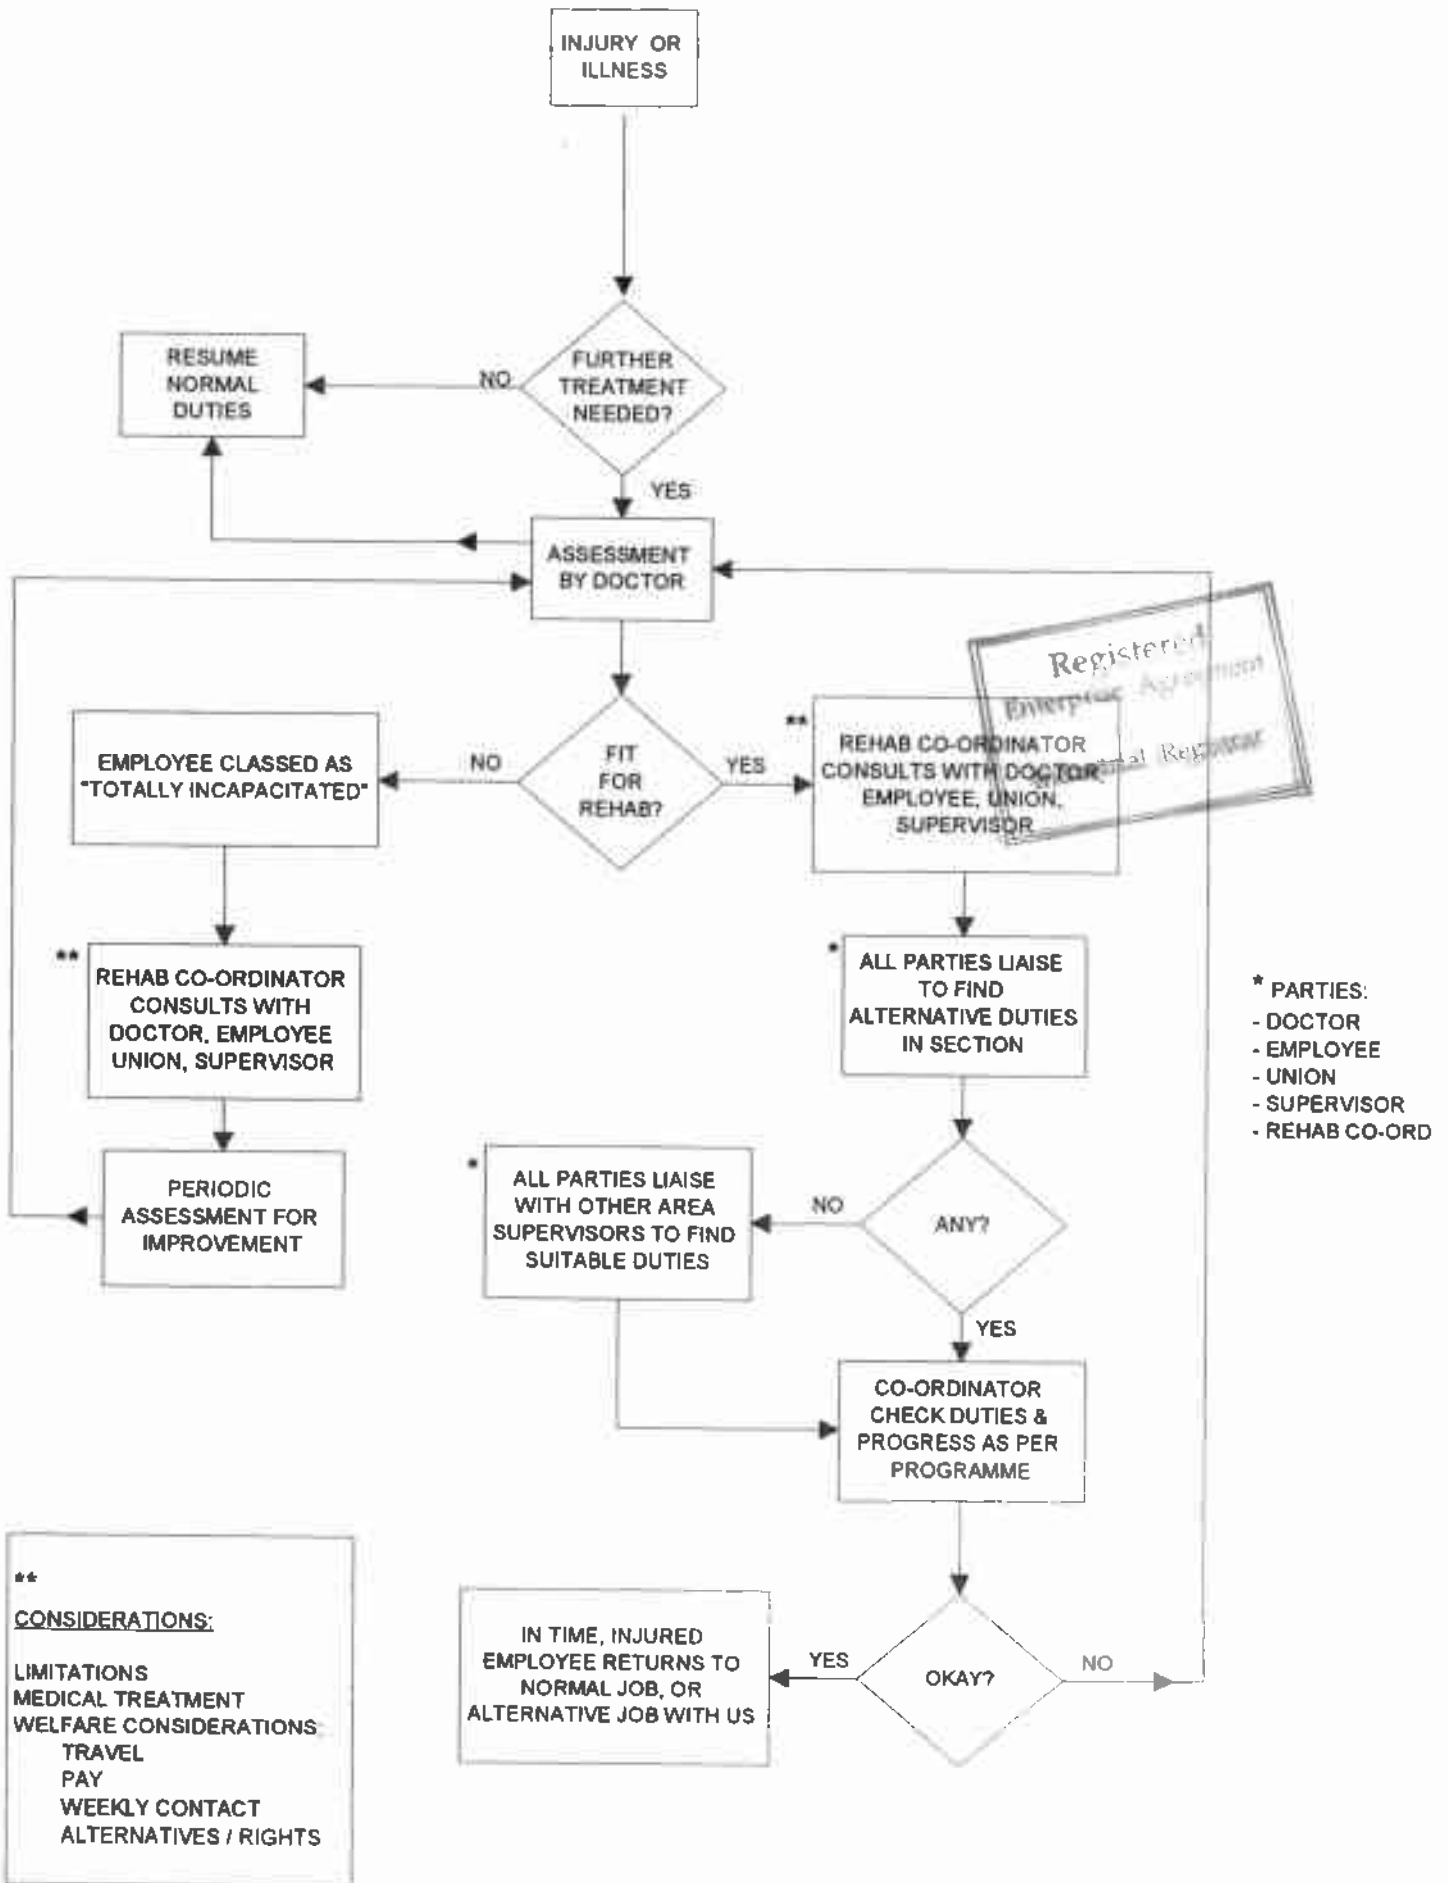 INJURY OR
ILLNESS
FURTHER
TREATMENT
NEEDED?
NO
RESUME
NORMAL
DUTIES
YES
ASSESSMENT
BY DOCTOR
FIT
FOR
REHAB?
NO
EMPLOYEE CLASSED AS
"TOTALLY INCAPACITATED"
**
REHAB CO-ORDINATOR
CONSULTS WITH
DOCTOR, EMPLOYEE
UNION, SUPERVISOR
PERIODIC
ASSESSMENT FOR
IMPROVEMENT
YES
**
REHAB CO-ORDINATOR
CONSULTS WITH DOCTOR,
EMPLOYEE, UNION,
SUPERVISOR
Registered
Enterprise Agreement
Registrar
*
ALL PARTIES LIAISE
TO FIND
ALTERNATIVE DUTIES
IN SECTION
* PARTIES:
- DOCTOR
- EMPLOYEE
- UNION
- SUPERVISOR
- REHAB CO-ORD
ANY?
NO
*
ALL PARTIES LIAISE
WITH OTHER AREA
SUPERVISORS TO FIND
SUITABLE DUTIES
YES
CO-ORDINATOR
CHECK DUTIES &
PROGRESS AS PER
PROGRAMME
OKAY?
YES
IN TIME, INJURED
EMPLOYEE RETURNS TO
NORMAL JOB, OR
ALTERNATIVE JOB WITH US
NO
**
CONSIDERATIONS:
LIMITATIONS
MEDICAL TREATMENT
WELFARE CONSIDERATIONS:
TRAVEL
PAY
WEEKLY CONTACT
ALTERNATIVES / RIGHTS